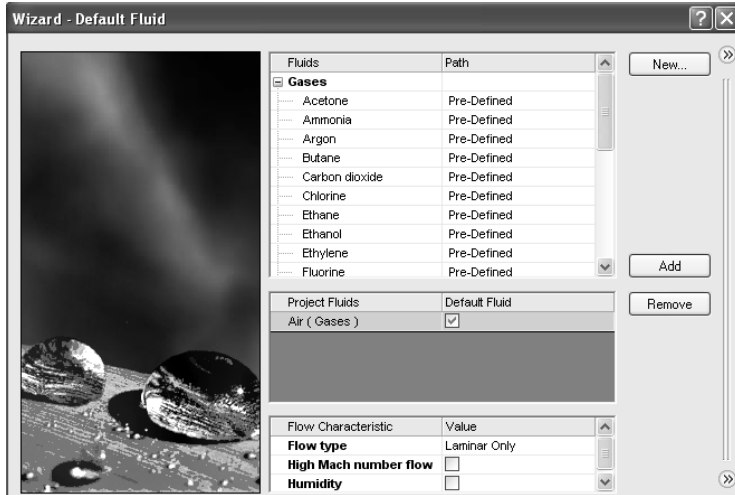 Wizard - Default Fluid
Fluids Path
Gases
Acetone Pre-Defined
Ammonia Pre-Defined
Argon Pre-Defined
Butane Pre-Defined
Carbon dioxide Pre-Defined
Chlorine Pre-Defined
Ethane Pre-Defined
Ethanol Pre-Defined
Ethylene Pre-Defined
Fluorine Pre-Defined
New...
Add
Remove
Project Fluids Default Fluid
Air ( Gases )
Flow Characteristic Value
Flow type Laminar Only
High Mach number flow
Humidity